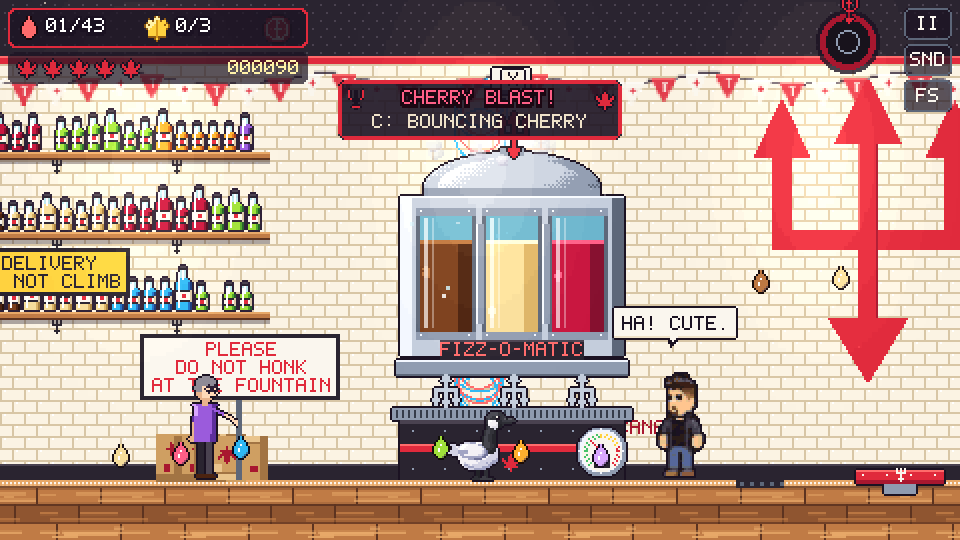 01/43 0/3
000090
II
SND
FS
CHERRY BLAST!
C: BOUNCING CHERRY
DELIVERY
NOT CLIMB
HA! CUTE.
FIZZ-O-MATIC
PLEASE
DO NOT HONK
AT FOUNTAIN